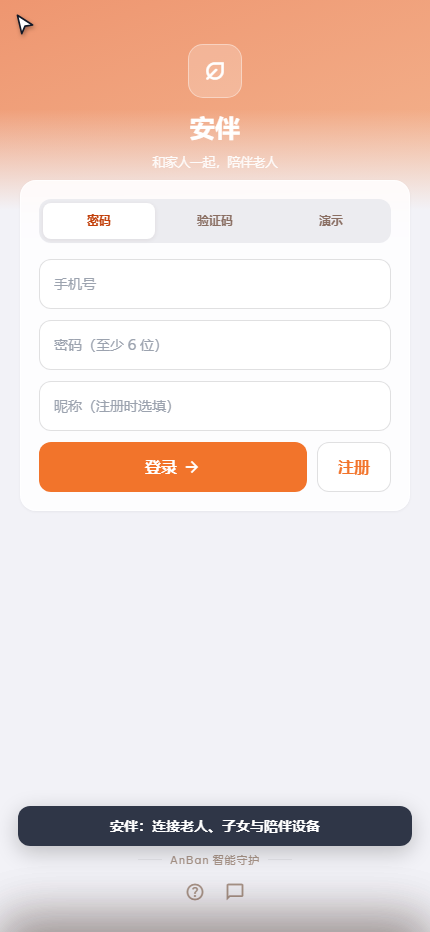 安伴
和家人一起，陪伴老人
密码 验证码 演示
手机号
密码（至少 6 位）
昵称（注册时选填）
登录 → 注册
安伴：连接老人、子女与陪伴设备
AnBan 智能守护